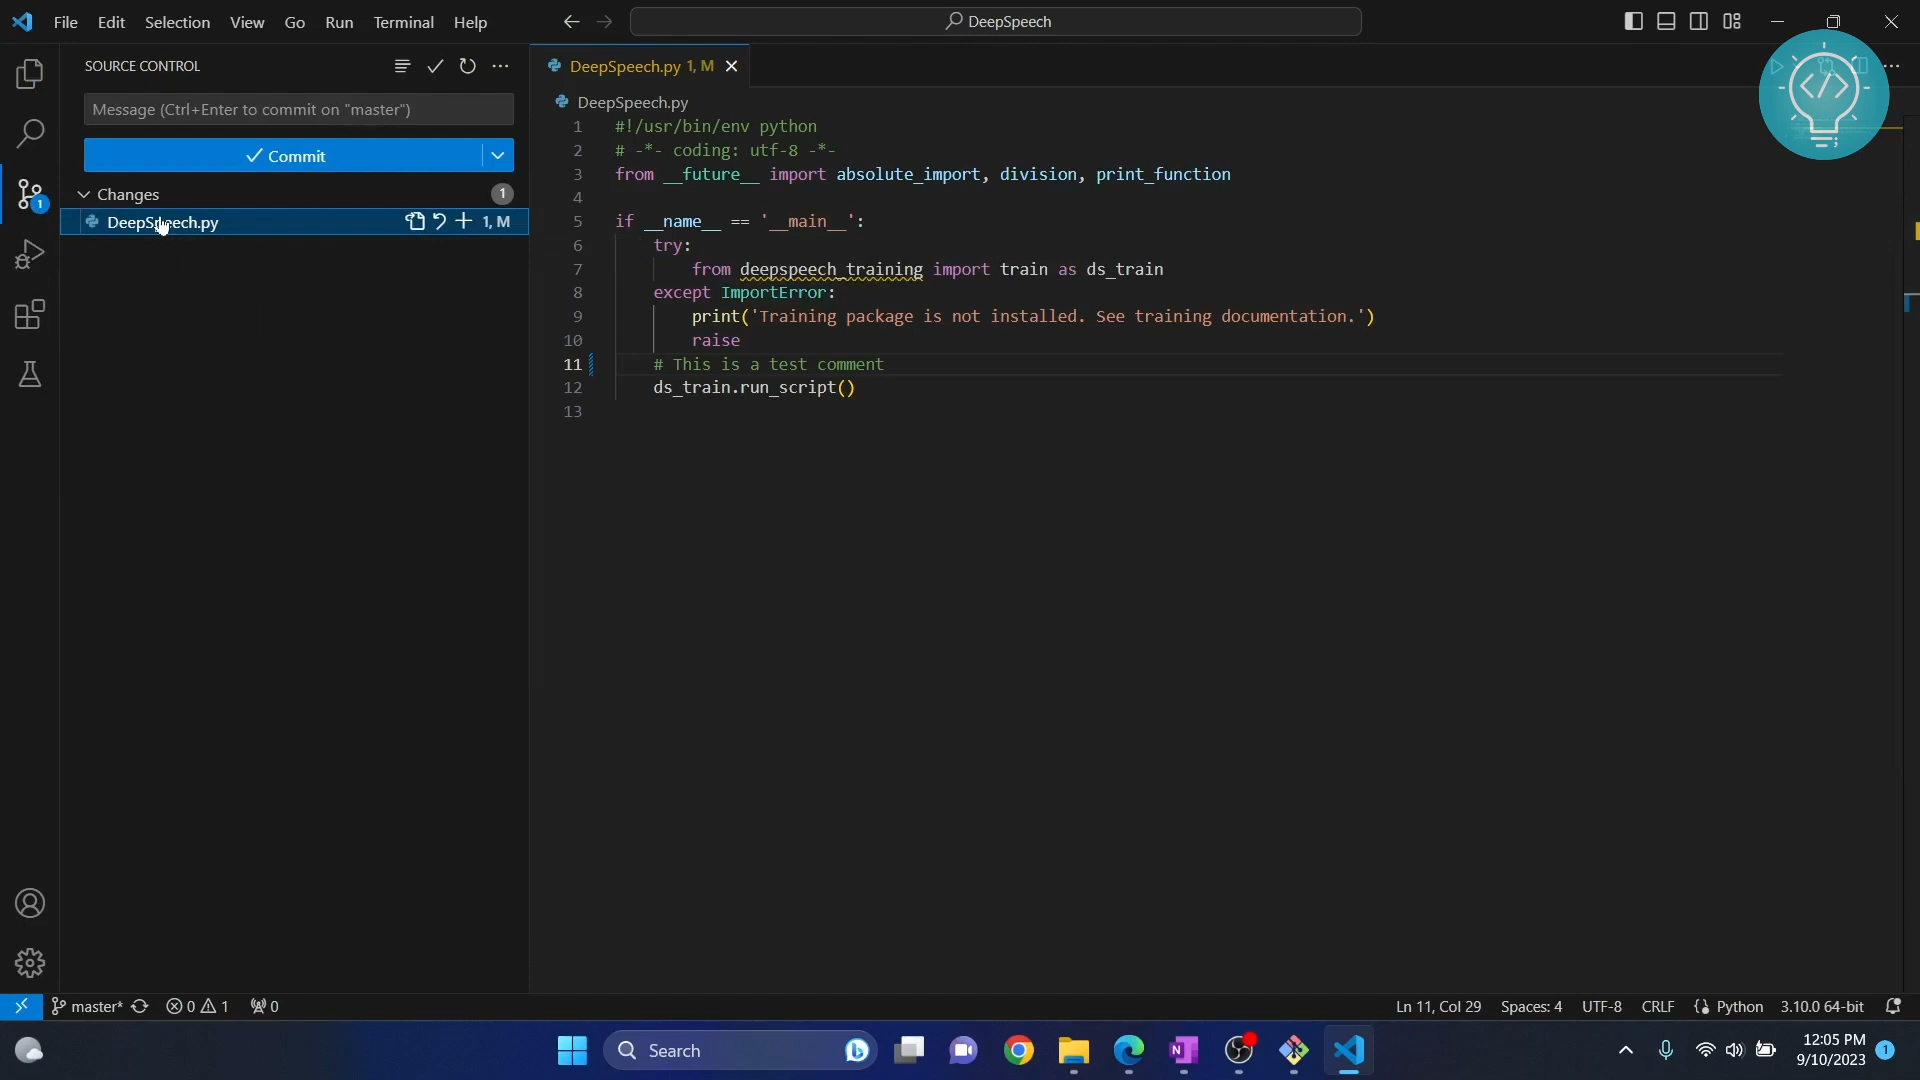 File Edit Selection View Go Run Terminal Help
DeepSpeech
SOURCE CONTROL
Message (Ctrl+Enter to commit on "master")
Commit
Changes 1
DeepSpeech.py 1, M
1
DeepSpeech.py 1, M
DeepSpeech.py
1 #!/usr/bin/env python
2 # -*- coding: utf-8 -*-
3 from __future__ import absolute_import, division, print_function
4
5 if __name__ == '__main__':
6 try:
7 from deepspeech_training import train as ds_train
8 except ImportError:
9 print('Training package is not installed. See training documentation.')
10 raise
11 # This is a test comment
12 ds_train.run_script()
13
master* 0 1 0
Ln 11, Col 29 Spaces: 4 UTF-8 CRLF Python 3.10.0 64-bit
Search
12:05 PM
9/10/2023
1